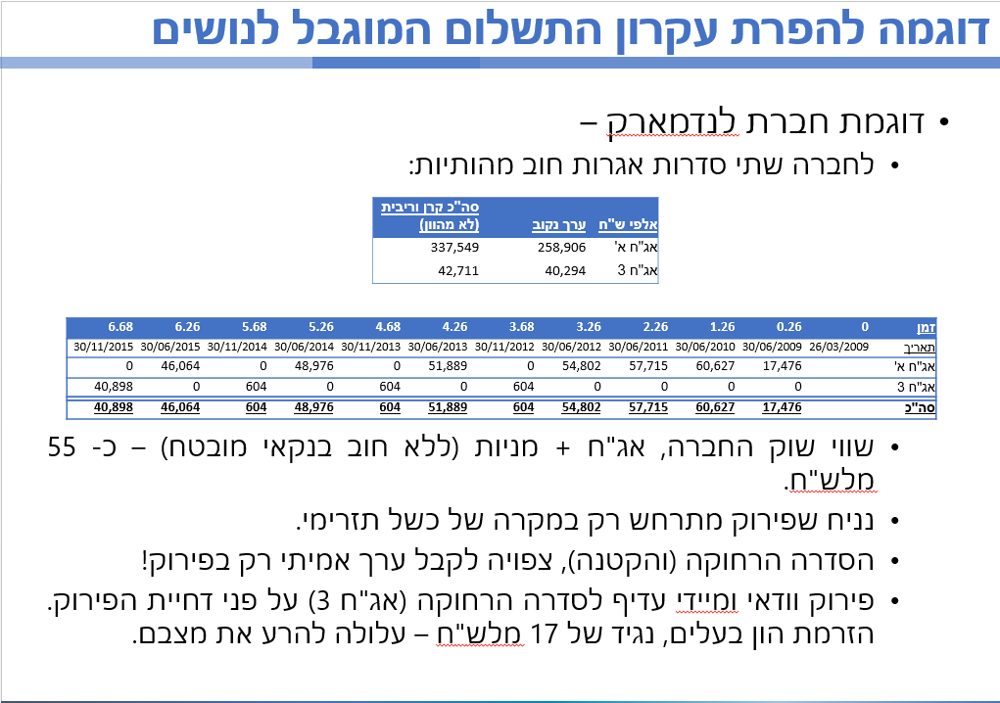 דוגמה להפרת עקרון התשלום המוגבל לנושים
• דוגמת חברת לנדמארק –
• לחברה שתי סדרות אגרות חוב מהותיות:
אלפי ש"ח ערך נקוב סה"כ קרן וריבית (לא מהוון)
אג"ח א' 258,906 337,549
אג"ח 3 40,294 42,711
זמן 0 0.26 1.26 2.26 3.26 3.68 4.26 4.68 5.26 5.68 6.26 6.68
תאריך 26/03/2009 30/06/2009 30/06/2010 30/06/2011 30/06/2012 30/11/2012 30/06/2013 30/11/2013 30/06/2014 30/11/2014 30/06/2015 30/11/2015
אג"ח א' 17,476 60,627 57,715 54,802 0 51,889 0 48,976 0 46,064 0
אג"ח 3 0 0 0 0 604 0 604 0 604 0 40,898
סה"כ 17,476 60,627 57,715 54,802 604 51,889 604 48,976 604 46,064 40,898
• שווי שוק החברה, אג"ח + מניות (ללא חוב בנקאי מובטח) – כ- 55
מלש"ח.
• נניח שפירוק מתרחש רק במקרה של כשל תזרימי.
• הסדרה הרחוקה (והקטנה), צפויה לקבל ערך אמיתי רק בפירוק!
• פירוק וודאי ומיידי עדיף לסדרה הרחוקה (אג"ח 3) על פני דחיית הפירוק.
הזרמת הון בעלים, נגיד של 17 מלש"ח – עלולה להרע את מצבם.